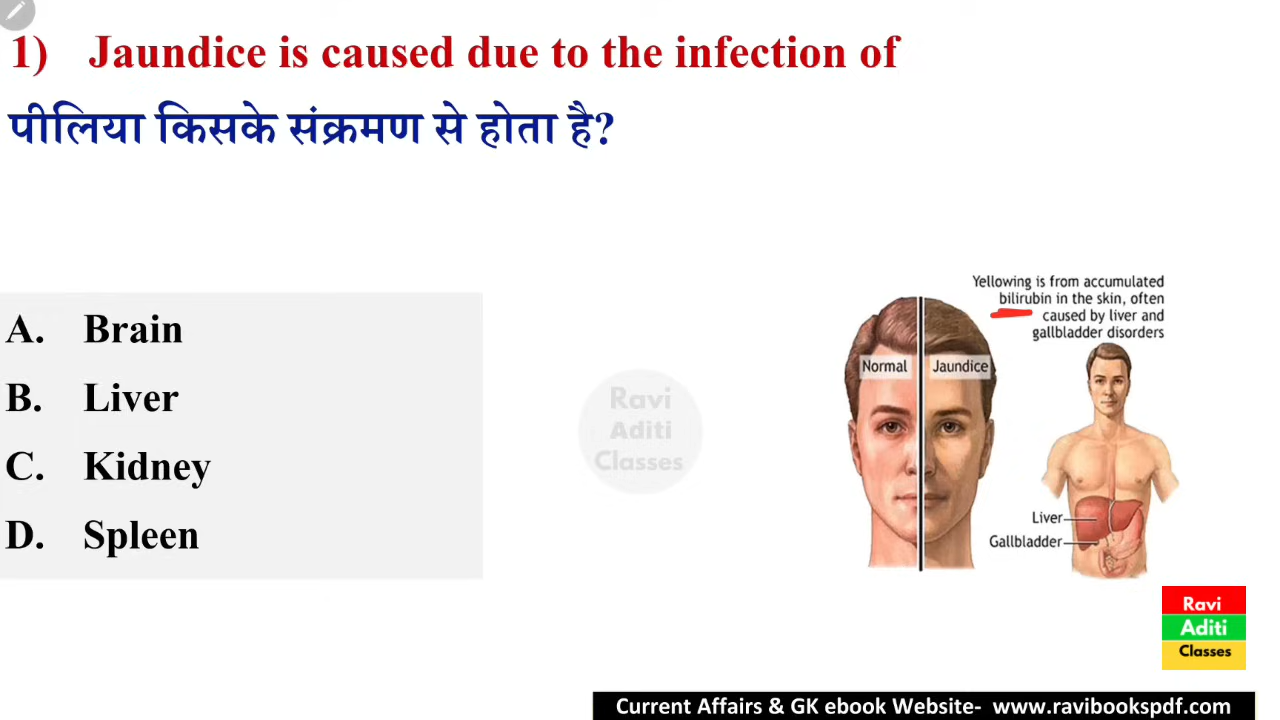 1) Jaundice is caused due to the infection of
पीलिया किसके संक्रमण से होता है?
A. Brain
B. Liver
C. Kidney
D. Spleen
Ravi
Aditi
Classes
Yellowing is from accumulated
bilirubin in the skin, often
caused by liver and
gallbladder disorders
Normal
Jaundice
Liver
Gallbladder
Ravi
Aditi
Classes
Current Affairs & GK ebook Website- www.ravibookspdf.com